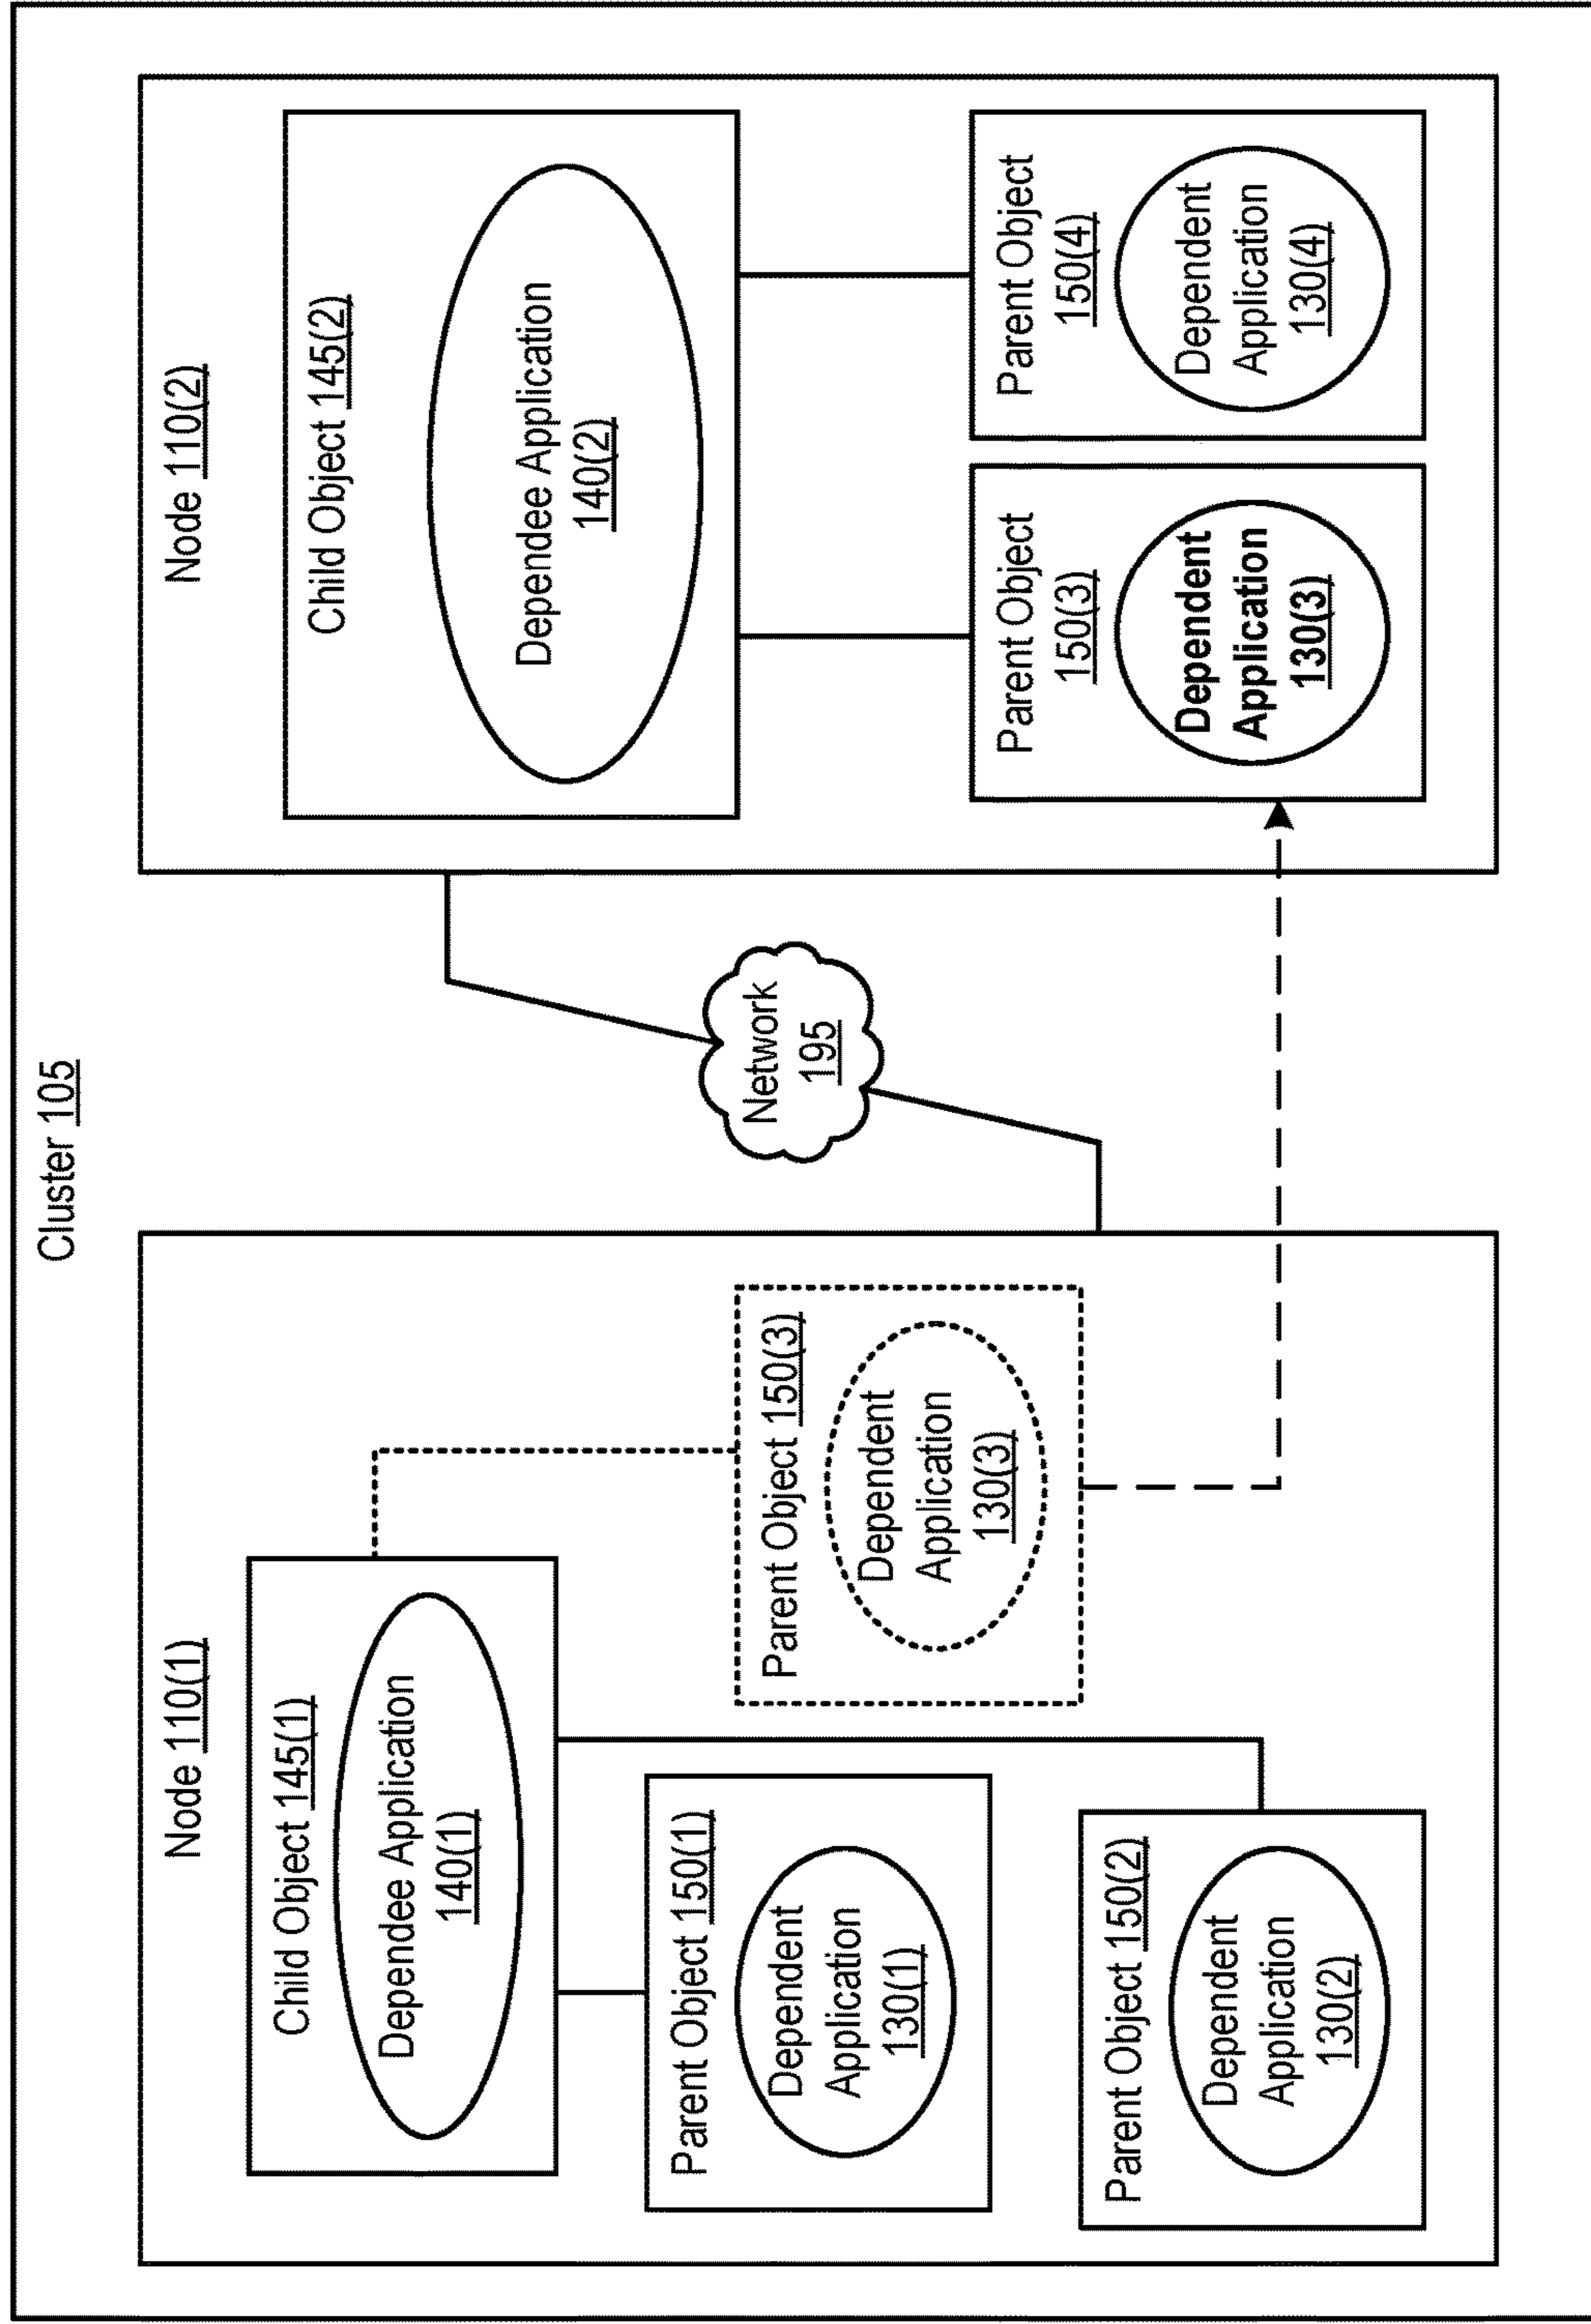 Cluster 105
Node 110(1)
Child Object 145(1)
Dependee Application
140(1)
Parent Object 150(1)
Dependent
Application
130(1)
Parent Object 150(2)
Dependent
Application
130(2)
Parent Object 150(3)
Dependent
Application
130(3)
Network
195
Node 110(2)
Child Object 145(2)
Dependee Application
140(2)
Parent Object
150(3)
Dependent
Application
130(3)
Parent Object
150(4)
Dependent
Application
130(4)